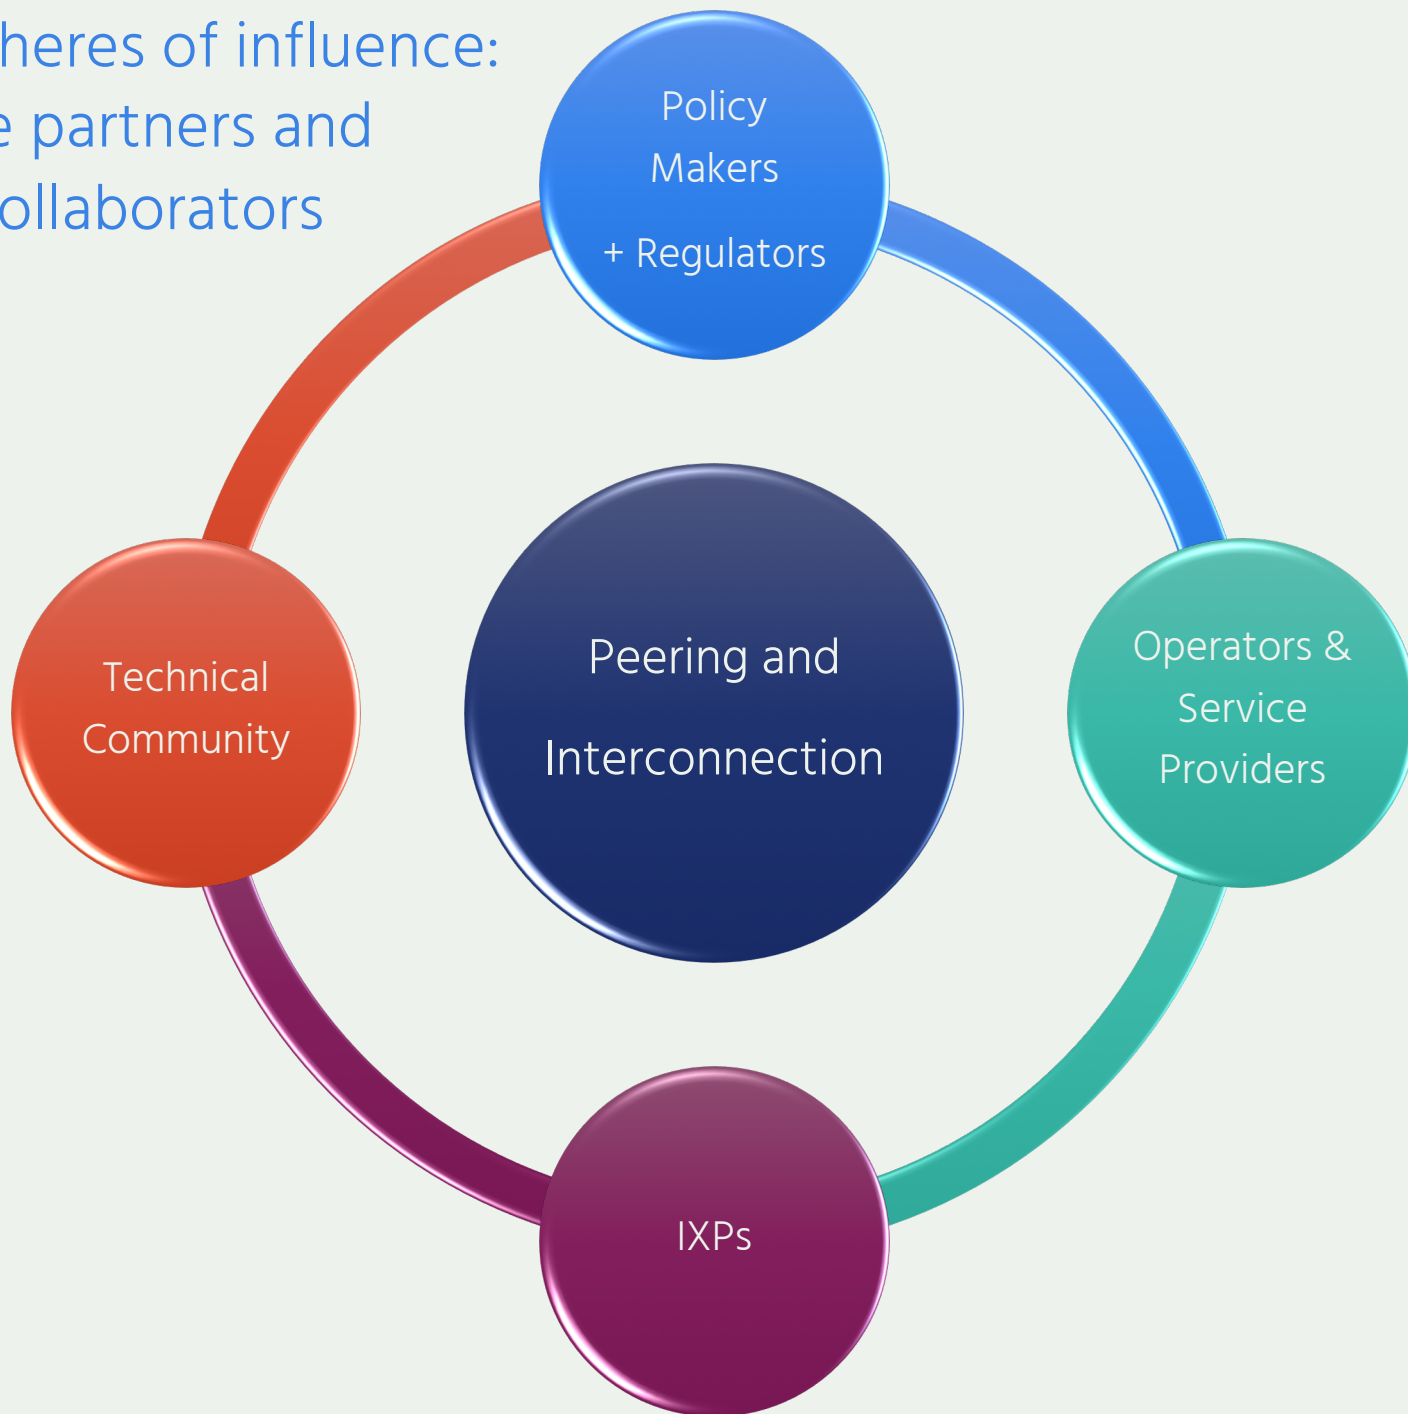 heres of influence:
e partners and
ollaborators
Policy
Makers
+ Regulators
Technical
Community
Peering and
Interconnection
Operators &
Service
Providers
IXPs